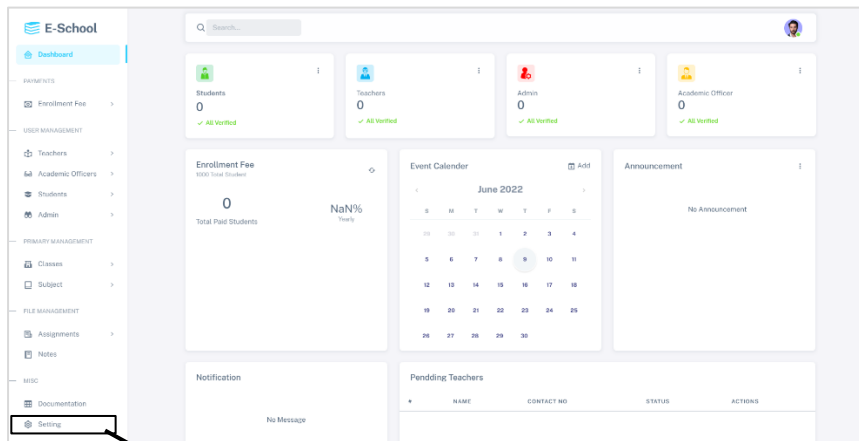 E-School
Dashboard
PAYMENTS
Enrollment Fee
USER MANAGEMENT
Teachers
Academic Officers
Students
Admin
PRIMARY MANAGEMENT
Classes
Subject
FILE MANAGEMENT
Assignments
Notes
MISC
Documentation
Setting
Search...
Students
0
All Verified
Teachers
0
All Verified
Admin
0
All Verified
Academic Officer
0
All Verified
Enrollment Fee
1000 Total Student
0
Total Paid Students
NaN%
Yearly
Event Calender
Add
June 2022
S M T W T F S
29 30 31 1 2 3 4
5 6 7 8 9 10 11
12 13 14 15 16 17 18
19 20 21 22 23 24 25
26 27 28 29 30
Announcement
No Announcement
Notification
No Message
Pendding Teachers
# NAME CONTACT NO STATUS ACTIONS